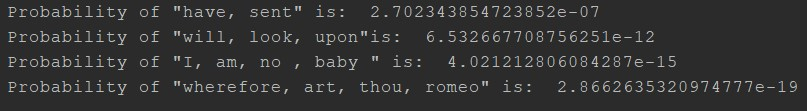 Probability of "have, sent" is:  2.702343854723852e-07
Probability of "will, look, upon"is:  6.532667708756251e-12
Probability of "I, am, no , baby " is:  4.021212806084287e-15
Probability of "wherefore, art, thou, romeo" is:  2.8662635320974777e-19